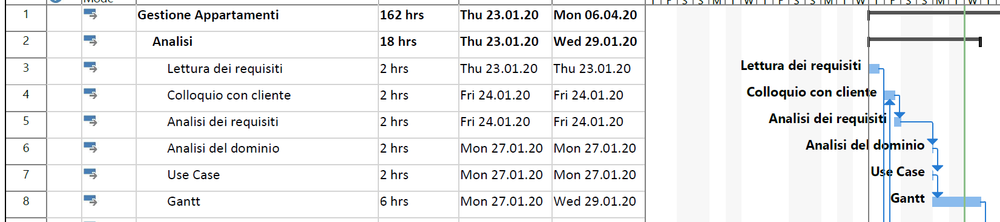 Mode
T F S S M T W T F S S M T W T F S S M T W T
1 Gestione Appartamenti 162 hrs Thu 23.01.20 Mon 06.04.20
2 Analisi 18 hrs Thu 23.01.20 Wed 29.01.20
3 Lettura dei requisiti 2 hrs Thu 23.01.20 Thu 23.01.20 Lettura dei requisiti
4 Colloquio con cliente 2 hrs Fri 24.01.20 Fri 24.01.20 Colloquio con cliente
5 Analisi dei requisiti 2 hrs Fri 24.01.20 Fri 24.01.20 Analisi dei requisiti
6 Analisi del dominio 2 hrs Mon 27.01.20 Mon 27.01.20 Analisi del dominio
7 Use Case 2 hrs Mon 27.01.20 Mon 27.01.20 Use Case
8 Gantt 6 hrs Mon 27.01.20 Wed 29.01.20 Gantt